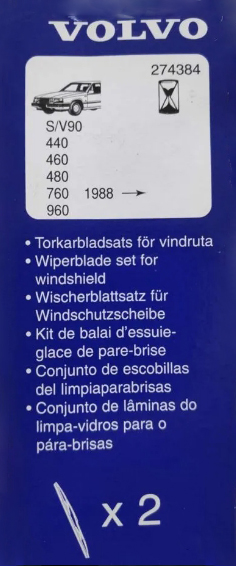 VOLVO
274384
S/V90
440
460
480
760 1988 →
960
• Torkarbladsats för vindruta
• Wiperblade set for
windshield
• Wischerblattsatz für
Windschutzscheibe
• Kit de balai d'essuie-
glace de pare-brise
• Conjunto de escobillas
del limpiaparabrisas
• Conjunto de lâminas do
limpa-vidros para o
pára-brisas
x 2